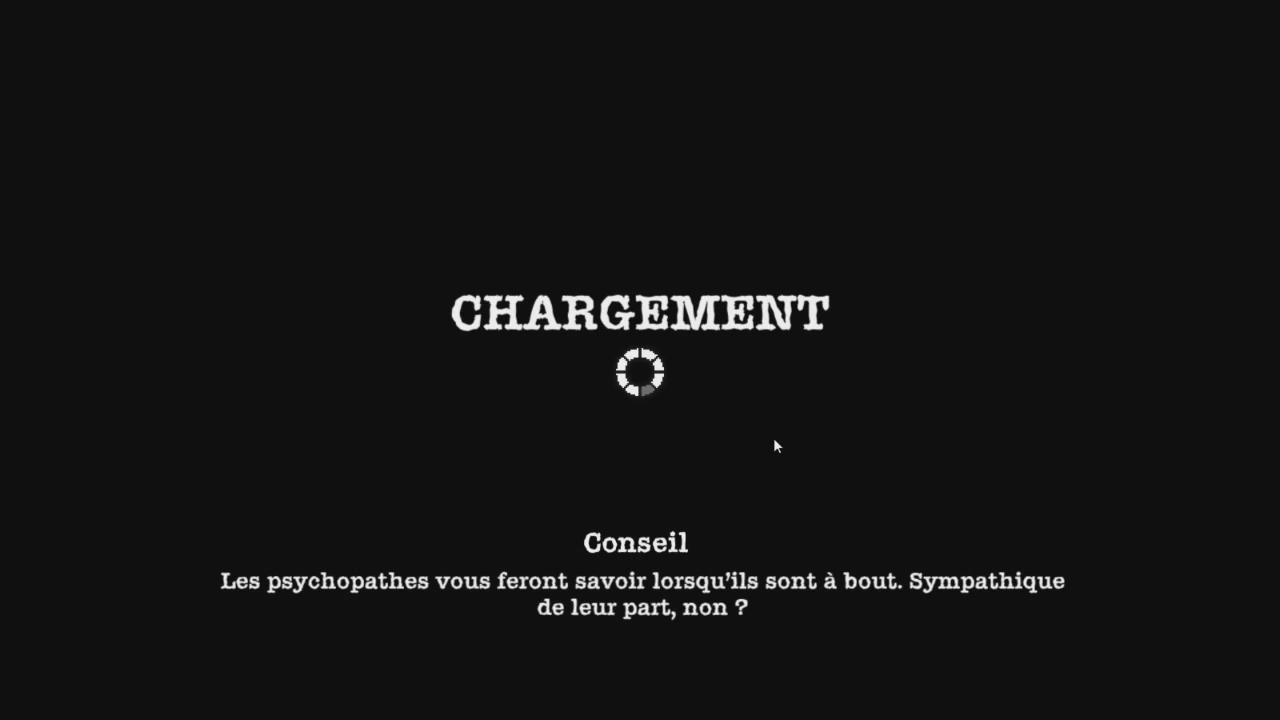 CHARGEMENT
Conseil
Les psychopathes vous feront savoir lorsqu'ils sont à bout. Sympathique
de leur part, non ?